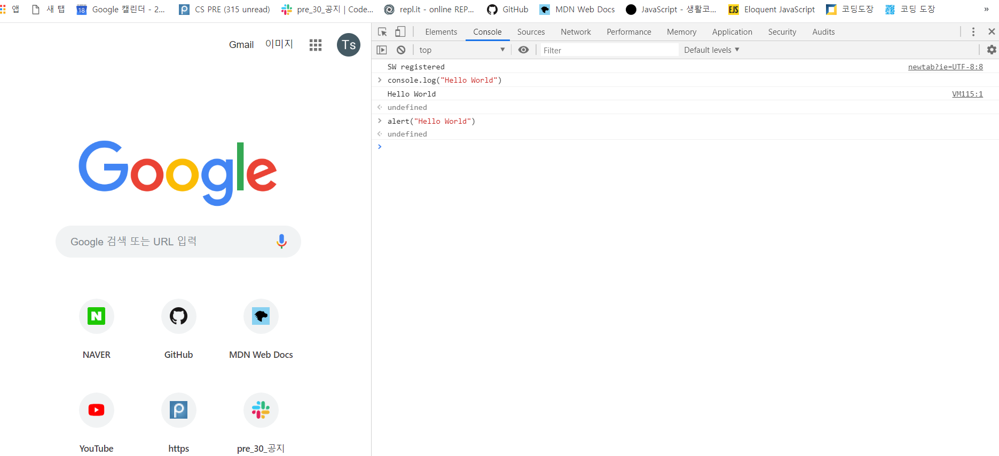 앱 새 탭 Google 캘린더 - 2... CS PRE (315 unread) pre_30_공지 | Code... repl.it - online REP... GitHub MDN Web Docs JavaScript - 생활코... EJS Eloquent JavaScript 코딩도장 코딩 도장 »
18
Gmail 이미지 Ts
Google
Google 검색 또는 URL 입력
NAVER GitHub MDN Web Docs
YouTube https pre_30_공지
Elements Console Sources Network Performance Memory Application Security Audits
top Filter Default levels
SW registered newtab?ie=UTF-8:8
> console.log("Hello World")
Hello World VM115:1
undefined
> alert("Hello World")
undefined
>